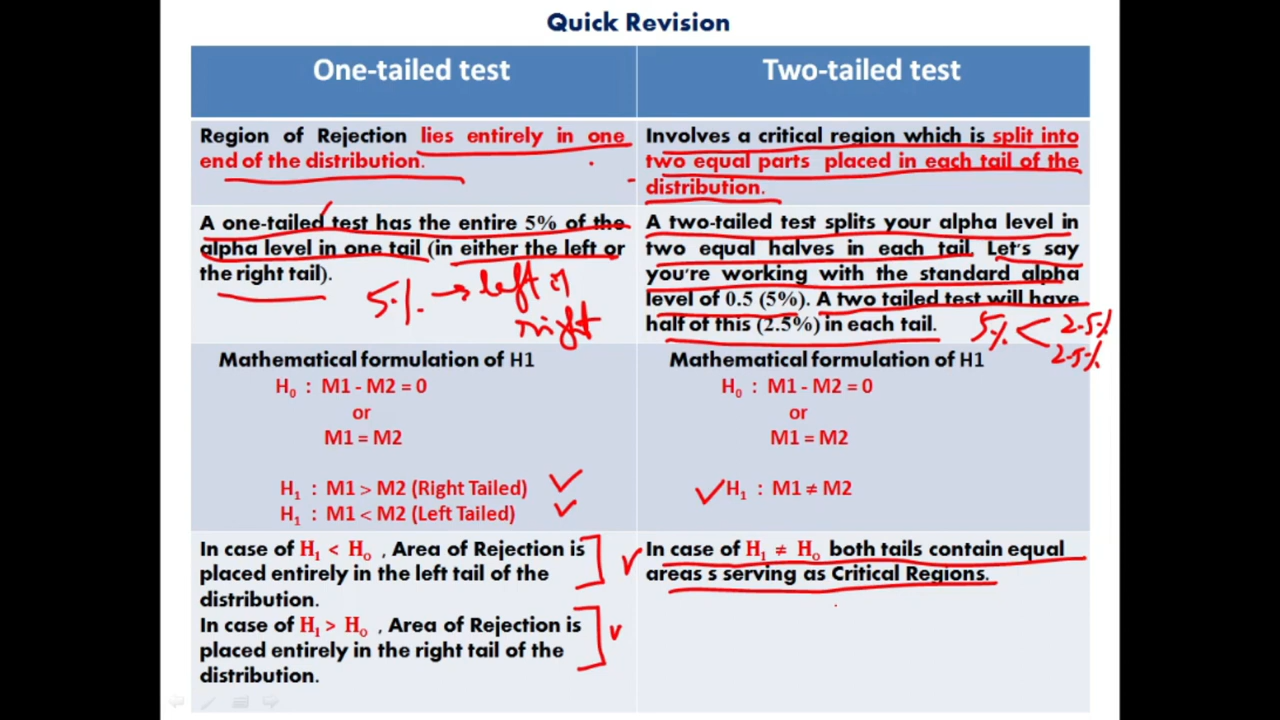 Quick Revision
One-tailed test
Two-tailed test
Region of Rejection lies entirely in one
end of the distribution.
Involves a critical region which is split into
two equal parts placed in each tail of the
distribution.
A one-tailed test has the entire 5% of the
alpha level in one tail (in either the left or
the right tail).
5% → left or
right
A two-tailed test splits your alpha level in
two equal halves in each tail. Let's say
you're working with the standard alpha
level of 0.5 (5%). A two tailed test will have
half of this (2.5%) in each tail.
5% < 2.5%
2.5%
Mathematical formulation of H1
H₀ : M1 - M2 = 0
or
M1 = M2
H₁ : M1 > M2 (Right Tailed)
H₁ : M1 < M2 (Left Tailed)
Mathematical formulation of H1
H₀ : M1 - M2 = 0
or
M1 = M2
H₁ : M1 ≠ M2
In case of H₁ < H₀ , Area of Rejection is
placed entirely in the left tail of the
distribution.
In case of H₁ > H₀ , Area of Rejection is
placed entirely in the right tail of the
distribution.
In case of H₁ ≠ H₀ both tails contain equal
areas s serving as Critical Regions.